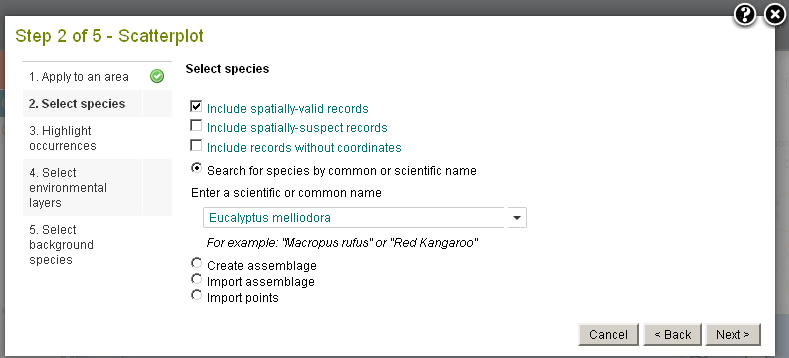 Step 2 of 5 - Scatterplot
1. Apply to an area
2. Select species
3. Highlight
occurrences
4. Select
environmental
layers
5. Select
background
species
Select species
Include spatially-valid records
Include spatially-suspect records
Include records without coordinates
Search for species by common or scientific name
Enter a scientific or common name
Eucalyptus melliodora
For example: "Macropus rufus" or "Red Kangaroo"
Create assemblage
Import assemblage
Import points
Cancel
< Back
Next >